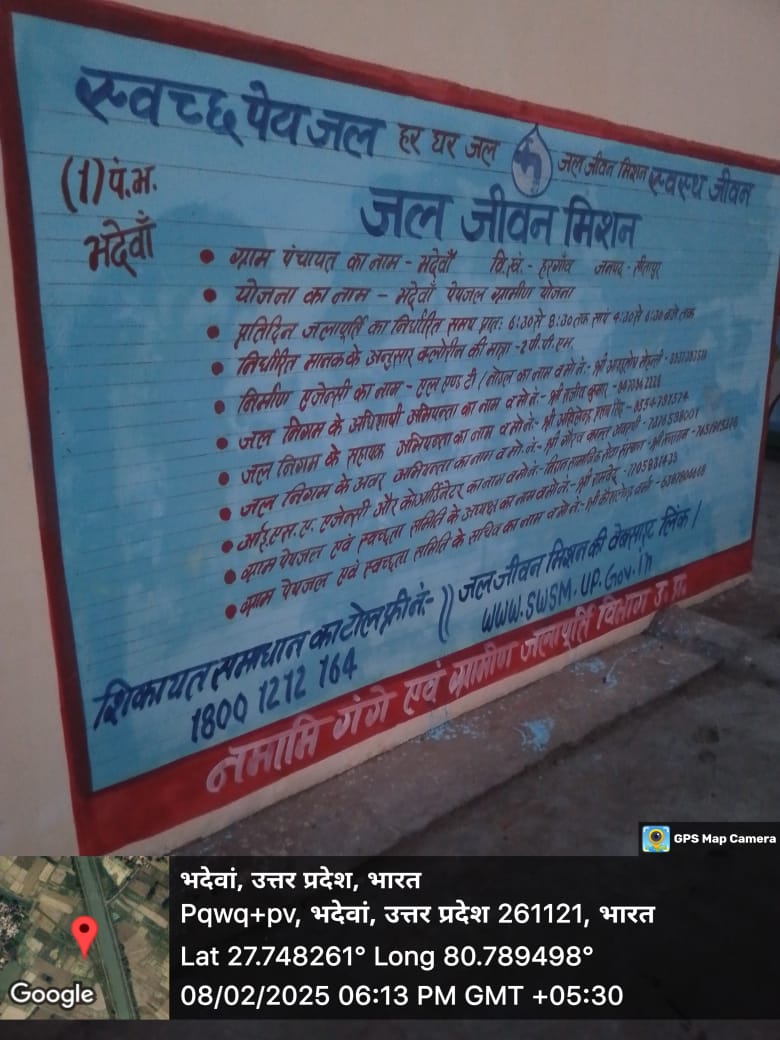 स्वच्छ पेय जल हर घर जल जल जीवन मिशन स्वस्थ जीवन
(1) पं.भ.
भदेवाँ
जल जीवन मिशन
• ग्राम पंचायत का नाम - भदेवाँ वि.खं. - हरगाँव जनपद - सीतापुर
• योजना का नाम - भदेवाँ पेयजल ग्रामीण योजना
• प्रतिदिन जलापूर्ति का निर्धारित समय प्रात: 6:30 से 8:30 तक सायं 4:30 से 6:30 बजे तक
• निर्धारित मानक के अनुसार क्लोरीन की मात्रा - 2 पी.पी.एम.
• निर्माण एजेन्सी का नाम - एल एण्ड टी / नोडल का नाम व मो.नं.- श्री
• जल निगम के अधिशाषी अभियन्ता का नाम व मो.नं.- श्री राजीव कुमार -
• जल निगम के सहायक अभियन्ता का नाम व मो.नं.- श्री
• जल निगम के अवर अभियन्ता का नाम व मो.नं.- श्री गौरव कान्त
• आई.एस.ए. एजेन्सी और कोआर्डिनेटर का नाम व मो.नं.-
• ग्राम पेयजल एवं स्वच्छता समिति के अध्यक्ष का नाम व मो.नं.- श्री
• ग्राम पेयजल एवं स्वच्छता समिति के सचिव का नाम व मो.नं.- श्री
शिकायत समाधान का टोल फ्री नं:- || जल जीवन मिशन की वेबसाइट लिंक /
1800 1212 164 www.SWSM.UP.Gov.in
नमामि गंगे एवं ग्रामीण जलापूर्ति विभाग उ.प्र.
GPS Map Camera
भदेवां, उत्तर प्रदेश, भारत
Pqwq+pv, भदेवां, उत्तर प्रदेश 261121, भारत
Lat 27.748261° Long 80.789498°
08/02/2025 06:13 PM GMT +05:30
Google